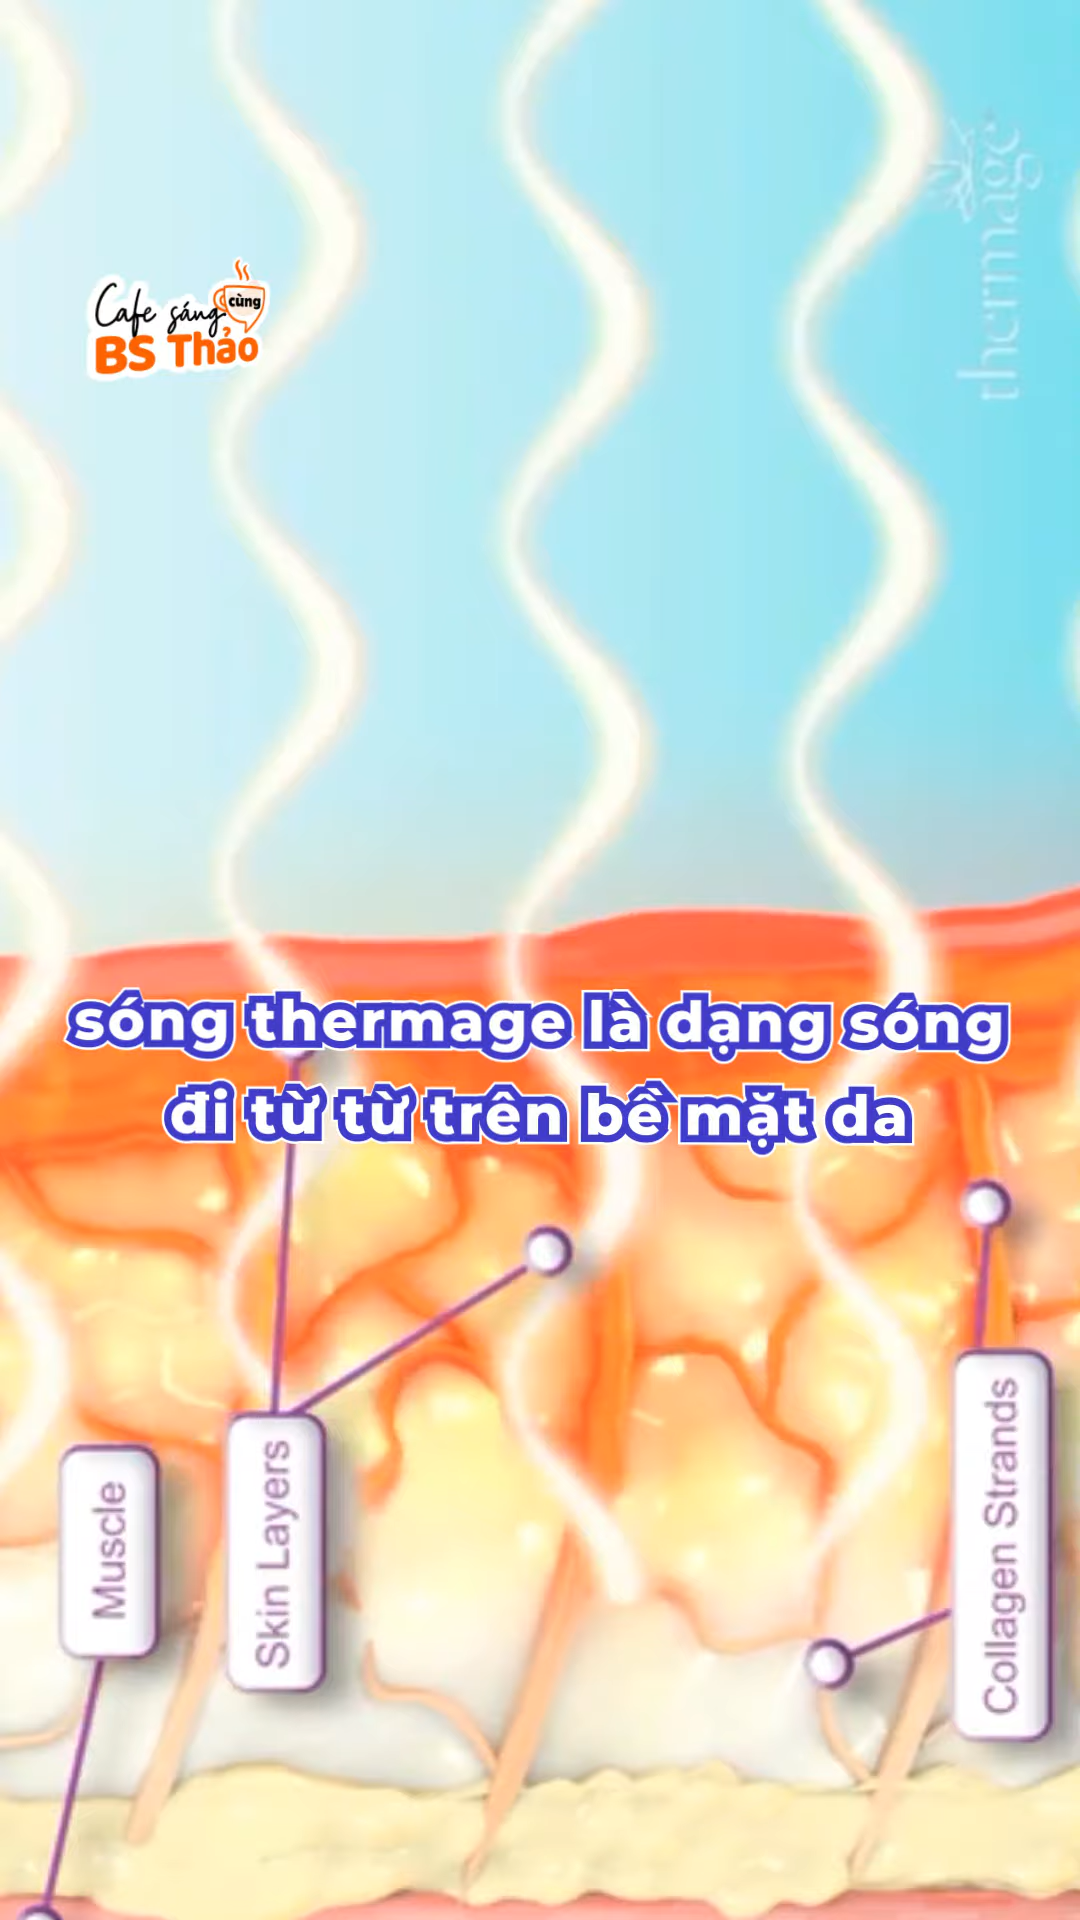 thermage
Cafe sáng cùng
BS Thảo
sóng thermage là dạng sóng
đi từ từ trên bề mặt da
Muscle
Skin Layers
Collagen Strands